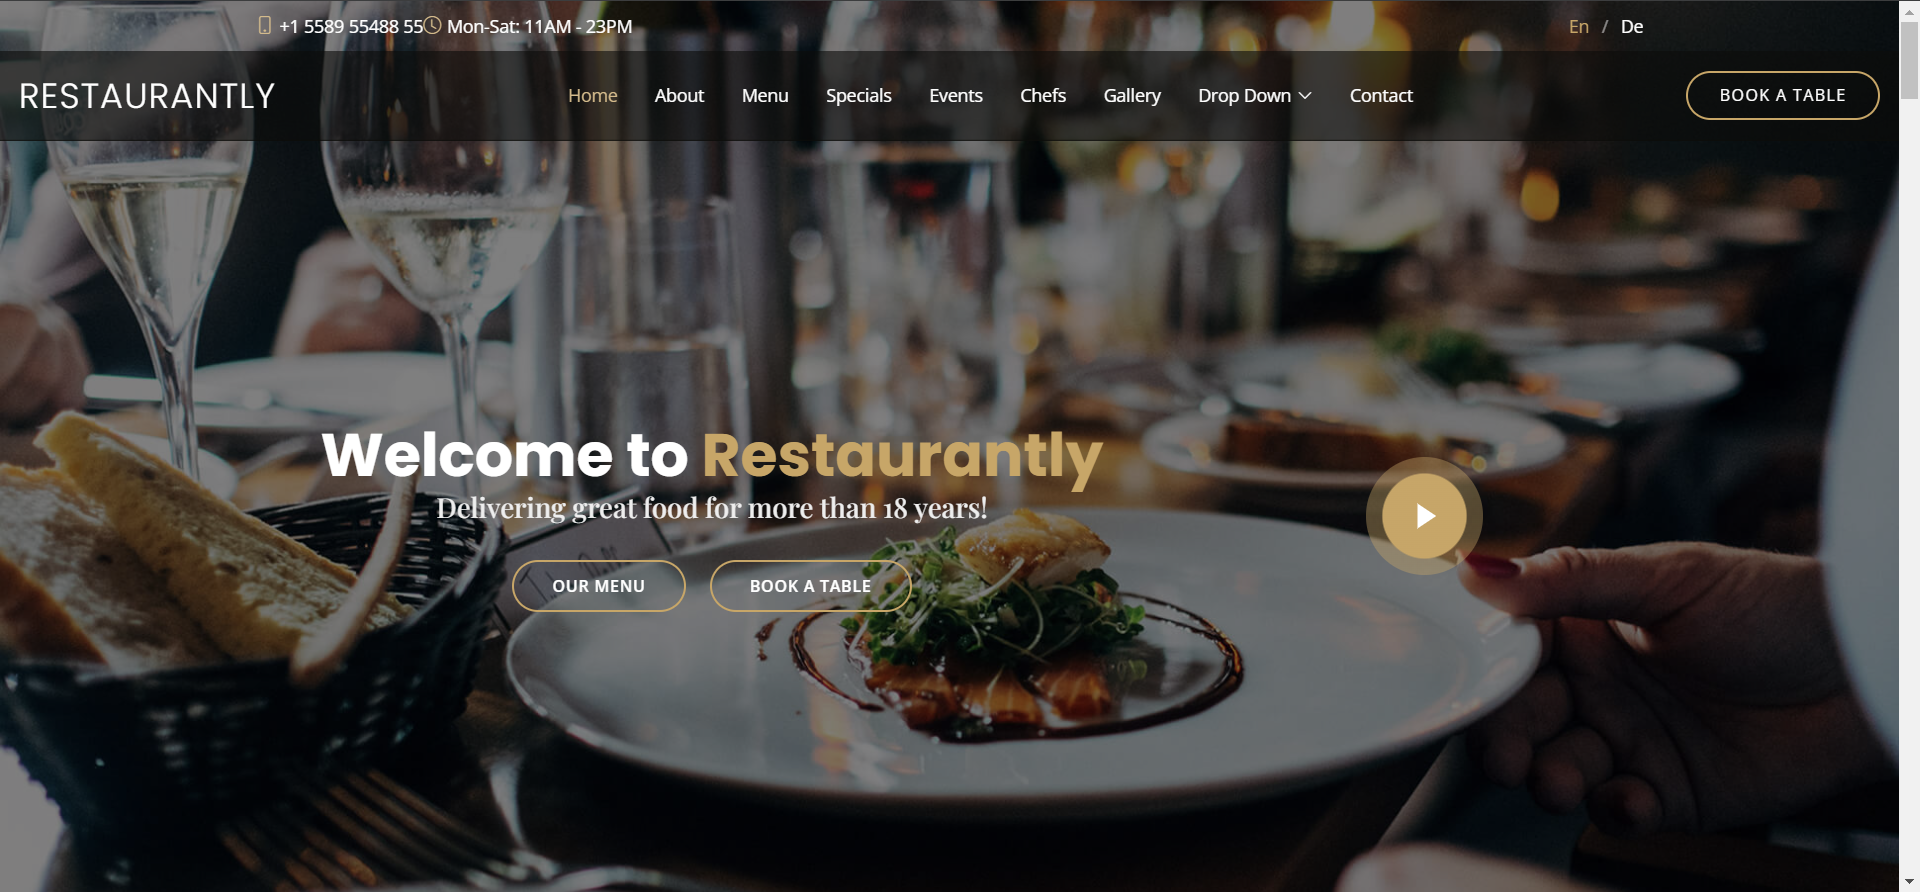 +1 5589 55488 55 Mon-Sat: 11AM - 23PM En / De
RESTAURANTLY Home About Menu Specials Events Chefs Gallery Drop Down Contact BOOK A TABLE
Welcome to Restaurantly
Delivering great food for more than 18 years!
OUR MENU BOOK A TABLE